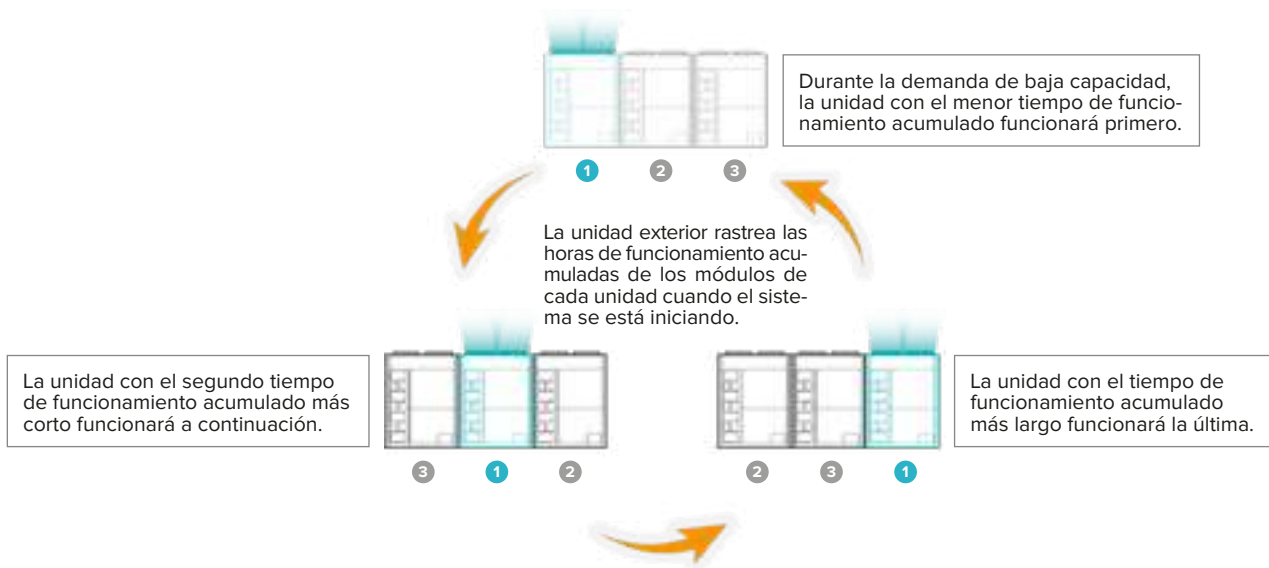 Durante la demanda de baja capacidad,
la unidad con el menor tiempo de funcio-
namiento acumulado funcionará primero.
1 2 3
La unidad exterior rastrea las
horas de funcionamiento acu-
muladas de los módulos de
cada unidad cuando el siste-
ma se está iniciando.
La unidad con el segundo tiempo
de funcionamiento acumulado más
corto funcionará a continuación.
3 1 2
2 3 1
La unidad con el tiempo de
funcionamiento acumulado
más largo funcionará la última.